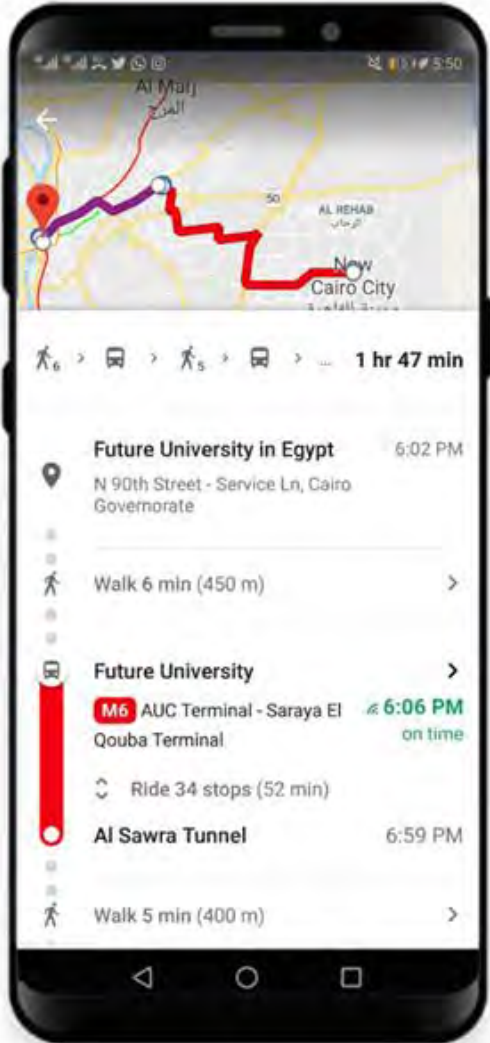 5:50
Al Marj
المرج
50
AL REHAB
الرحاب
New
Cairo City
مدينة القاهرة
6 > > 5 > > ... 1 hr 47 min
Future University in Egypt 6:02 PM
N 90th Street - Service Ln, Cairo
Governorate
Walk 6 min (450 m) >
Future University >
M6 AUC Terminal - Saraya El 6:06 PM
Qouba Terminal on time
Ride 34 stops (52 min)
Al Sawra Tunnel 6:59 PM
Walk 5 min (400 m) >